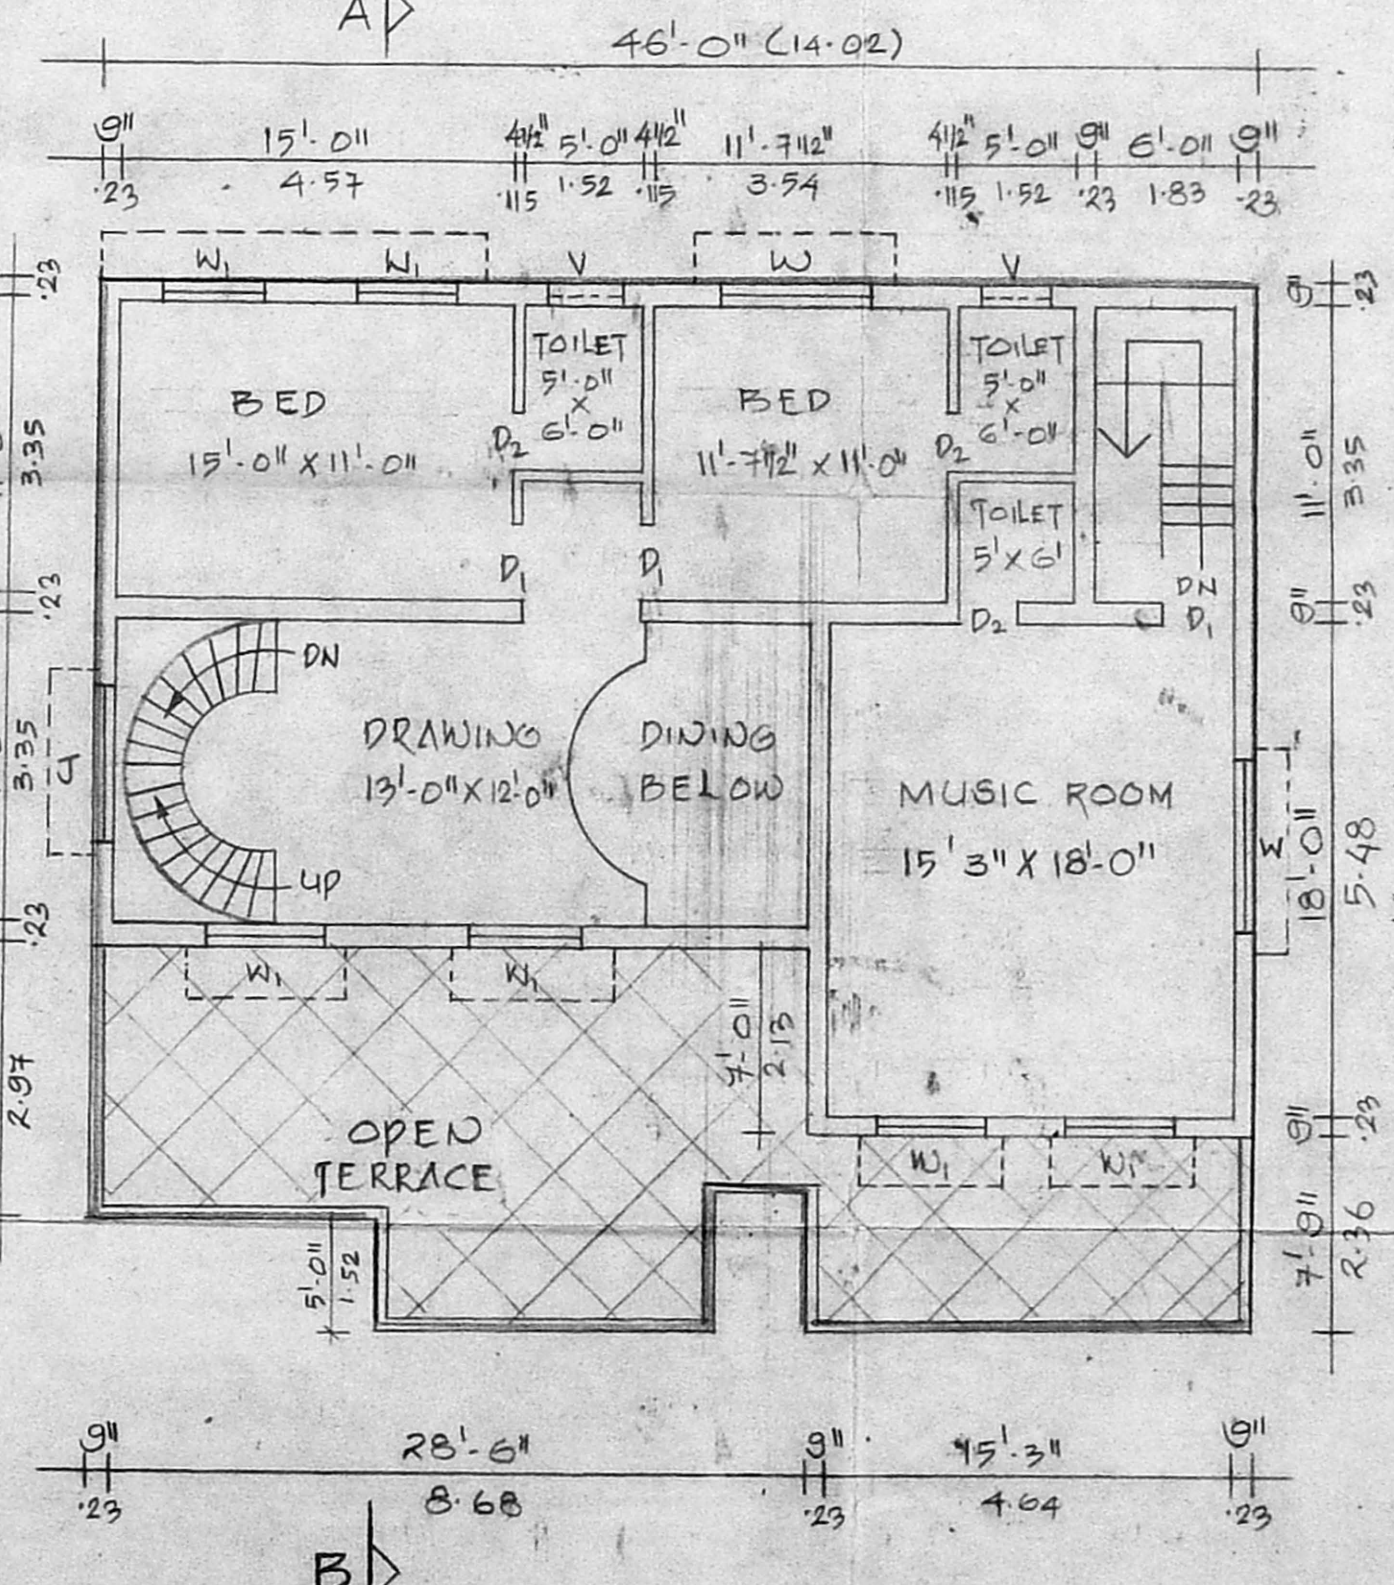 A
46'-0" (14.02)
9" 15'-0" 4½" 5'-0" 4½" 11'-7½" 4½" 5'-0" 9" 6'-0" 9"
.23 4.57 .115 1.52 .115 3.54 .115 1.52 .23 1.83 .23
W1 W1 V W V
.23
9"
.23
TOILET
5'-0"
X
6'-0"
TOILET
5'-0"
X
6'-0"
BED
15'-0" X 11'-0"
D2
BED
11'-7½" X 11'-0"
D2
3.35
11'-0"
3.35
TOILET
5'X6'
D1 D1
DN
D2 D1
.23
9"
.23
DN
UP
DRAWING
13'-0" X 12'-0"
DINING
BELOW
MUSIC ROOM
15'3" X 18'-0"
3.35
W
18'-0"
5.48
.23
W1 W1
7'-0"
2.13
2.97
OPEN
TERRACE
W1 W1
9"
.23
7'-9"
2.36
5'-0"
1.52
9" 28'-6" 9" 15'-3" 9"
.23 8.68 .23 4.64 .23
B